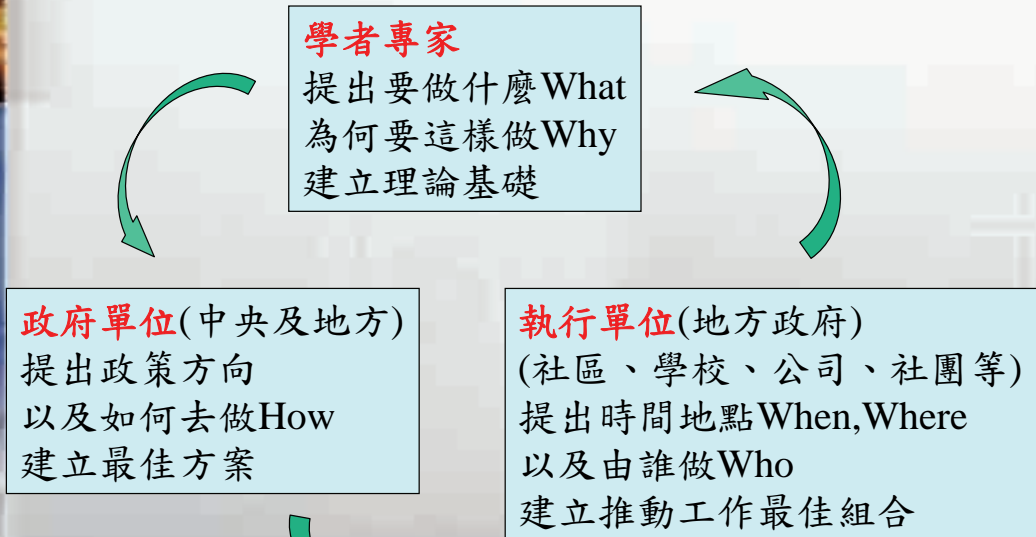 學者專家
提出要做什麼What
為何要這樣做Why
建立理論基礎
政府單位(中央及地方)
提出政策方向
以及如何去做How
建立最佳方案
執行單位(地方政府)
(社區、學校、公司、社團等)
提出時間地點When,Where
以及由誰做Who
建立推動工作最佳組合